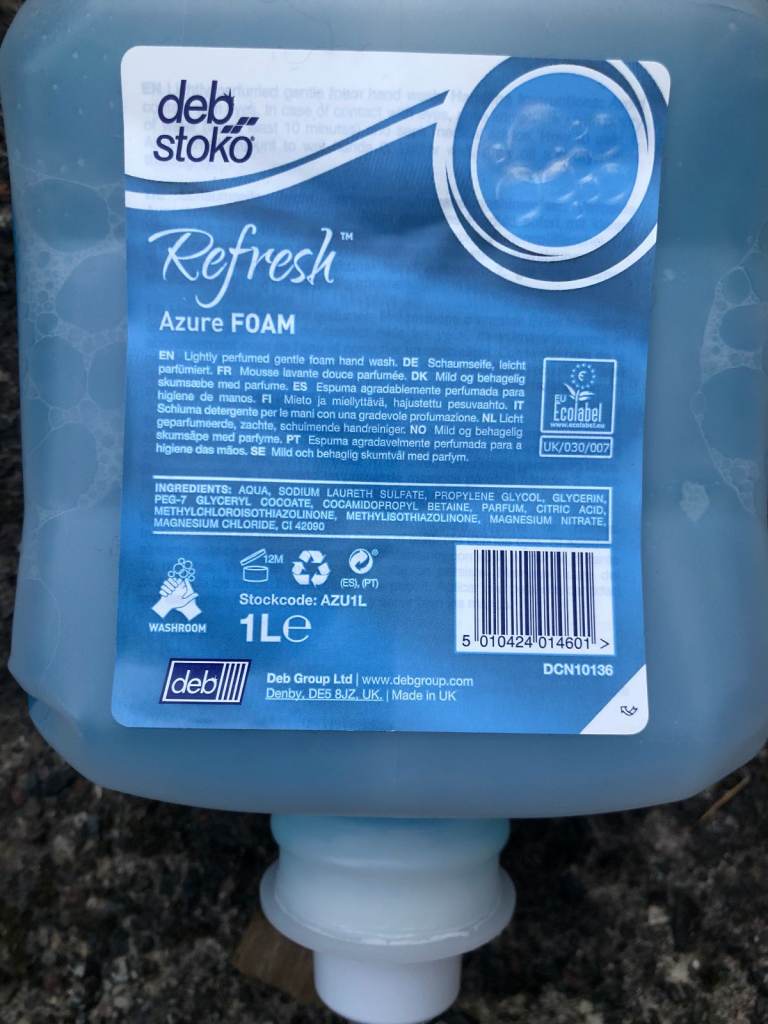 deb
stoko
Refresh™
Azure FOAM
EN Lightly perfumed gentle foam hand wash. DE Schaumseife, leicht
parfümiert. FR Mousse lavante douce parfumée. DK Mild og behagelig
skumsæbe med parfume. ES Espuma agradablemente perfumada para
higiene de manos. FI Mieto ja miellyttävä, hajustettu pesuvaahto. IT
Schiuma detergente per le mani con una gradevole profumazione. NL Licht
geparfumeerde, zachte, schuimende handreiniger. NO Mild og behagelig
skumsåpe med parfyme. PT Espuma agradavelmente perfumada para a
higiene das mãos. SE Mild och behaglig skumtvål med parfym.
EU
Ecolabel
www.ecolabel.eu
UK/030/007
INGREDIENTS: AQUA, SODIUM LAURETH SULFATE, PROPYLENE GLYCOL, GLYCERIN,
PEG-7 GLYCERYL COCOATE, COCAMIDOPROPYL BETAINE, PARFUM, CITRIC ACID,
METHYLCHLOROISOTHIAZOLINONE, METHYLISOTHIAZOLINONE, MAGNESIUM NITRATE,
MAGNESIUM CHLORIDE, CI 42090
WASHROOM
12M
(ES), (PT)
Stockcode: AZU1L
1L℮
5 010424 014601 >
DCN10136
deb
Deb Group Ltd | www.debgroup.com
Denby, DE5 8JZ, UK. | Made in UK